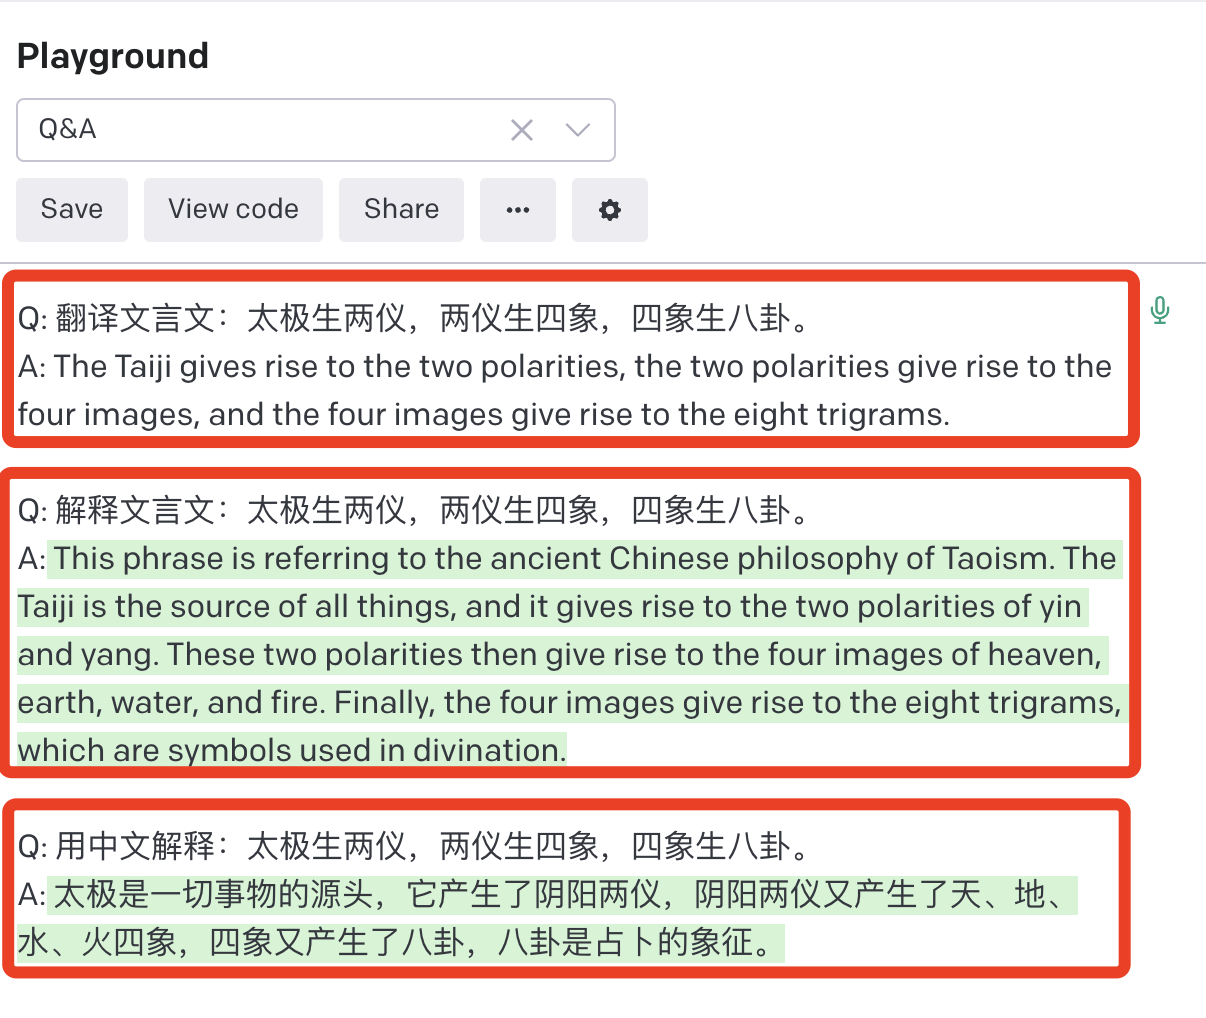 Playground
Q&A
Save View code Share ...
Q: 翻译文言文：太极生两仪，两仪生四象，四象生八卦。
A: The Taiji gives rise to the two polarities, the two polarities give rise to the
four images, and the four images give rise to the eight trigrams.
Q: 解释文言文：太极生两仪，两仪生四象，四象生八卦。
A: This phrase is referring to the ancient Chinese philosophy of Taoism. The
Taiji is the source of all things, and it gives rise to the two polarities of yin
and yang. These two polarities then give rise to the four images of heaven,
earth, water, and fire. Finally, the four images give rise to the eight trigrams,
which are symbols used in divination.
Q: 用中文解释：太极生两仪，两仪生四象，四象生八卦。
A: 太极是一切事物的源头，它产生了阴阳两仪，阴阳两仪又产生了天、地、
水、火四象，四象又产生了八卦，八卦是占卜的象征。